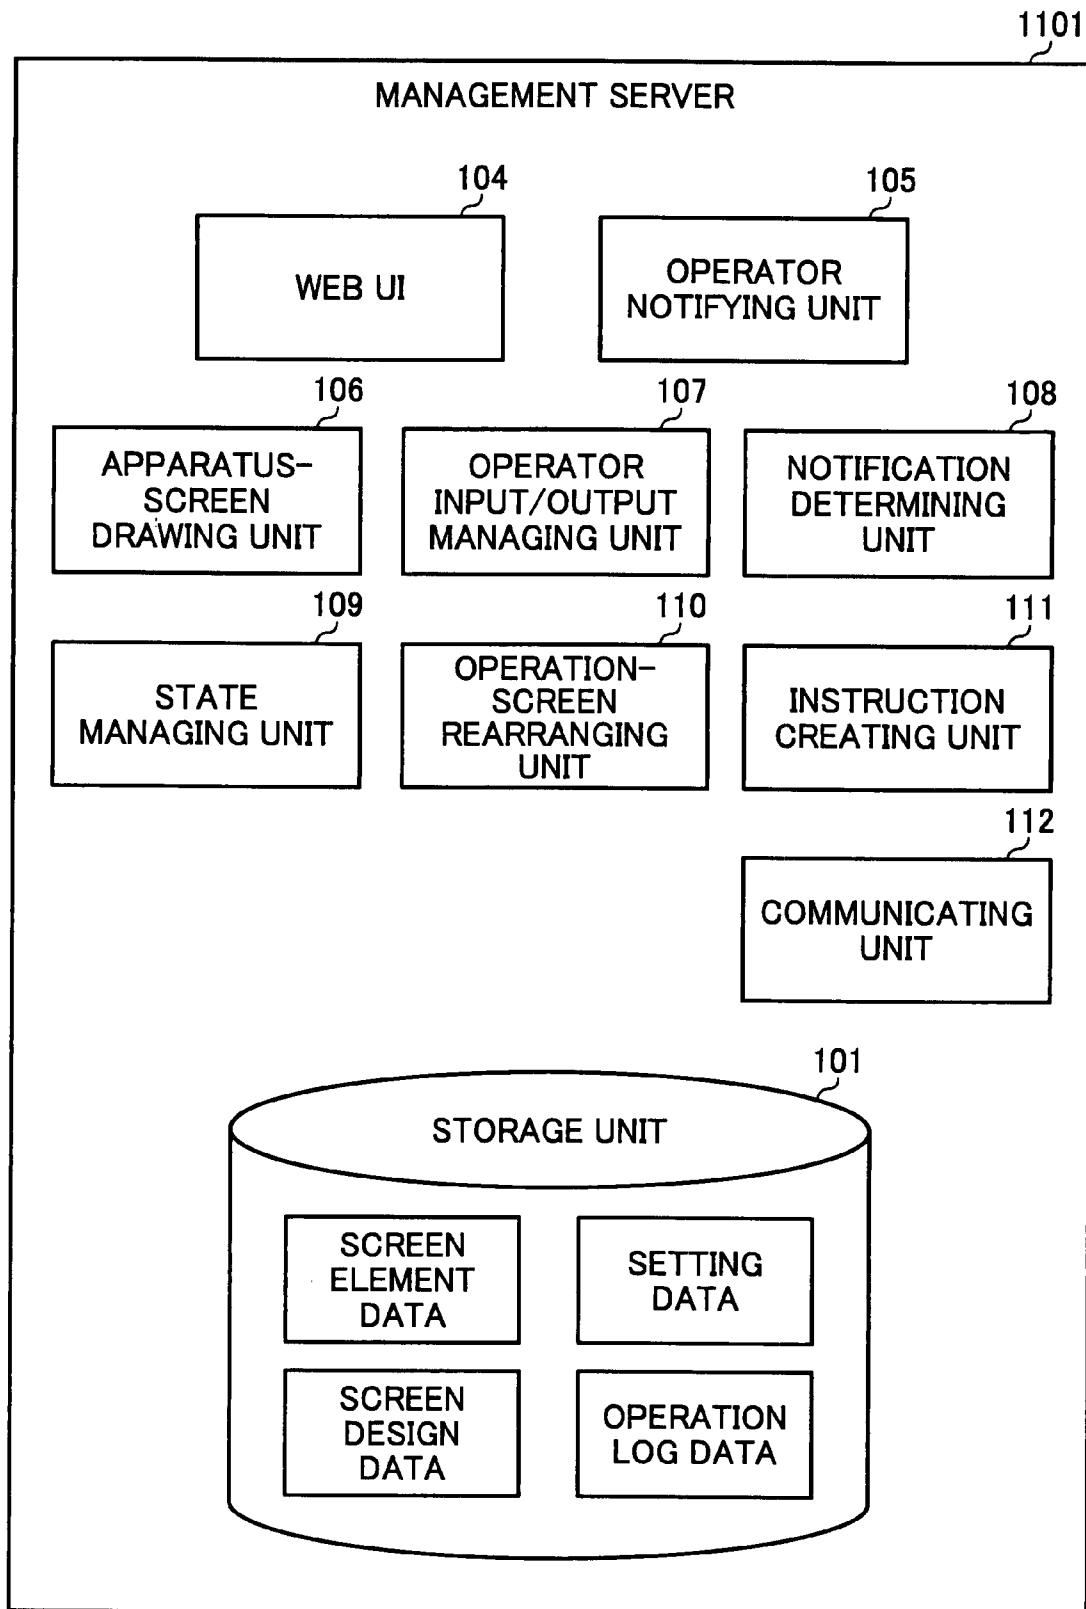 1101
MANAGEMENT SERVER
104
WEB UI
105
OPERATOR
NOTIFYING UNIT
106
APPARATUS-
SCREEN
DRAWING UNIT
107
OPERATOR
INPUT/OUTPUT
MANAGING UNIT
108
NOTIFICATION
DETERMINING
UNIT
109
STATE
MANAGING UNIT
110
OPERATION-
SCREEN
REARRANGING
UNIT
111
INSTRUCTION
CREATING UNIT
112
COMMUNICATING
UNIT
101
STORAGE UNIT
SCREEN
ELEMENT
DATA
SETTING
DATA
SCREEN
DESIGN
DATA
OPERATION
LOG DATA